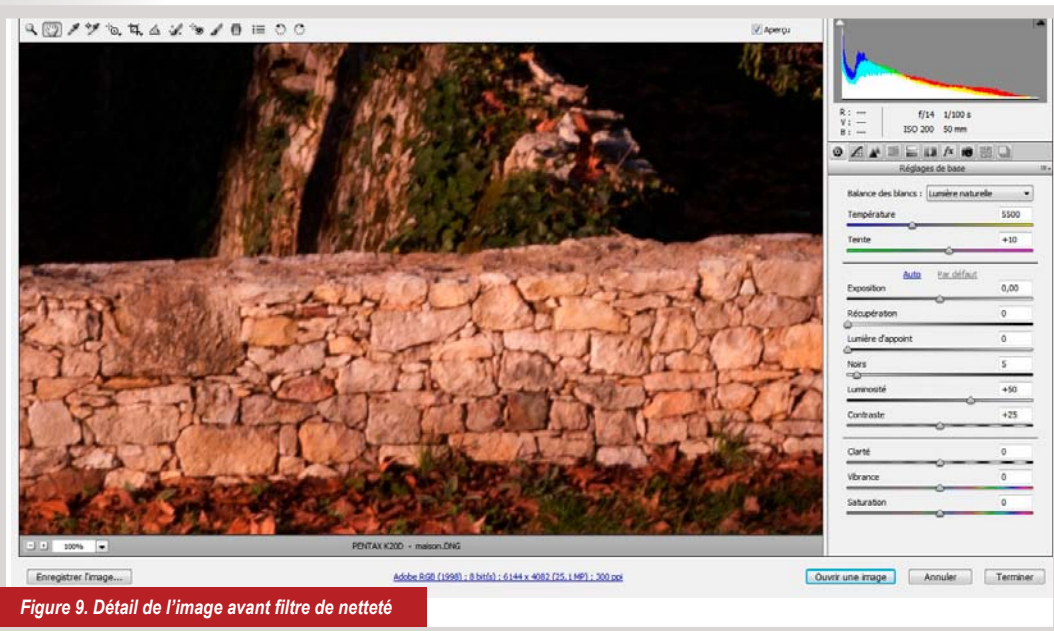 Aperçu
R : ---
V : ---
B : ---
f/14 1/100 s
ISO 200 50 mm
Réglages de base
Balance des blancs : Lumière naturelle
Température 5500
Teinte +10
Auto Par défaut
Exposition 0,00
Récupération 0
Lumière d'appoint 0
Noirs 5
Luminosité +50
Contraste +25
Clarté 0
Vibrance 0
Saturation 0
100% PENTAX K20D - maison.DNG
Enregistrer l'image... Adobe RGB (1998) ; 8 bit(s) ; 6144 x 4082 (25,1 MP) ; 300 ppi Ouvrir une image Annuler Terminer
Figure 9. Détail de l'image avant filtre de netteté